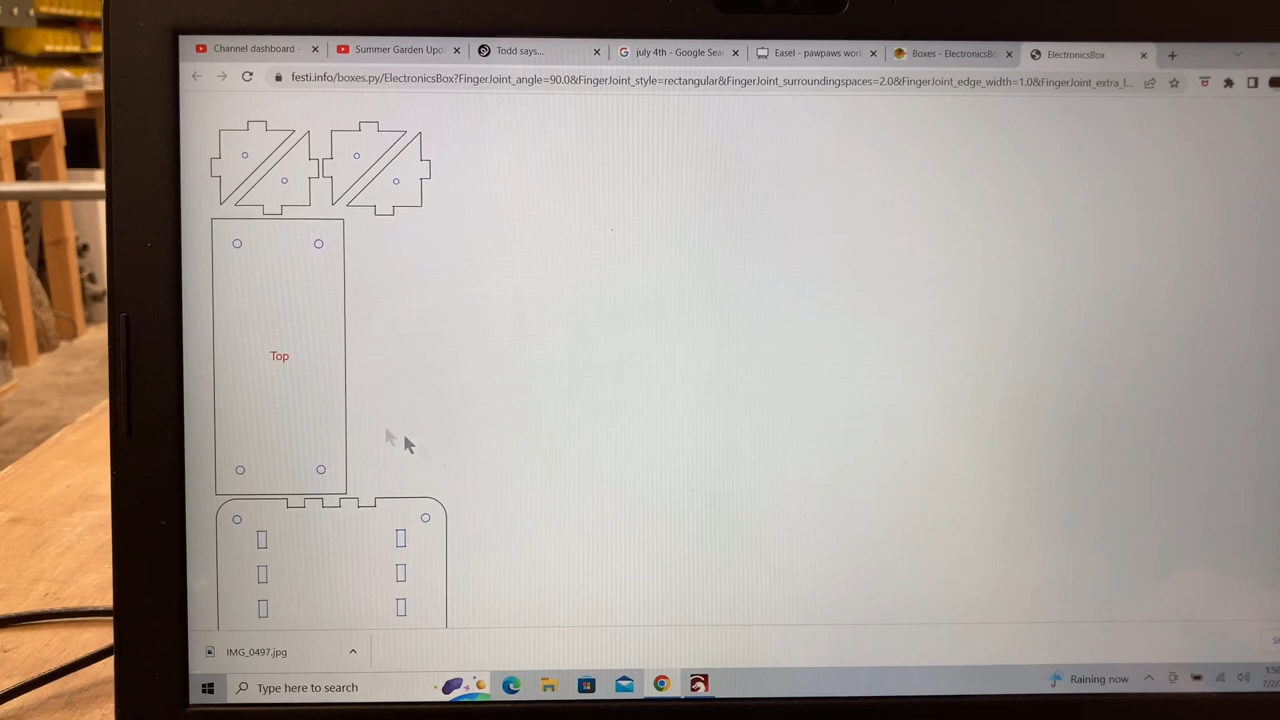 Channel dashboard
Summer Garden Upd
Todd says...
july 4th - Google Sea
Easel - pawpaws wor
Boxes - ElectronicsBo
ElectronicsBox
festi.info/boxes.py/ElectronicsBox?FingerJoint_angle=90.0&FingerJoint_style=rectangular&FingerJoint_surroundingspaces=2.0&FingerJoint_edge_width=1.0&FingerJoint_extra_l...
Top
IMG_0497.jpg
Type here to search
Raining now